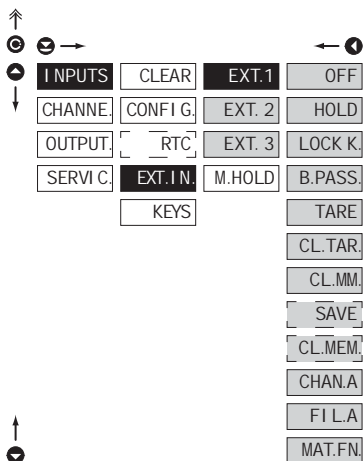 INPUTS CLEAR EXT.1 OFF
CHANNE. CONFIG. EXT. 2 HOLD
OUTPUT. RTC EXT. 3 LOCK K.
SERVIC. EXT.IN. M.HOLD B.PASS.
KEYS TARE
CL.TAR.
CL.MM.
SAVE
CL.MEM.
CHAN.A
FIL.A
MAT.FN.